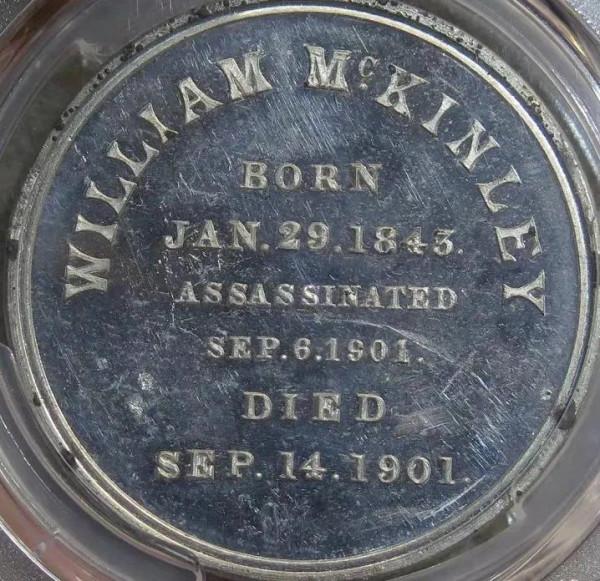 WILLIAM McKINLEY
BORN
JAN. 29. 1843.
ASSASSINATED
SEP. 6. 1901.
DIED
SEP. 14. 1901.